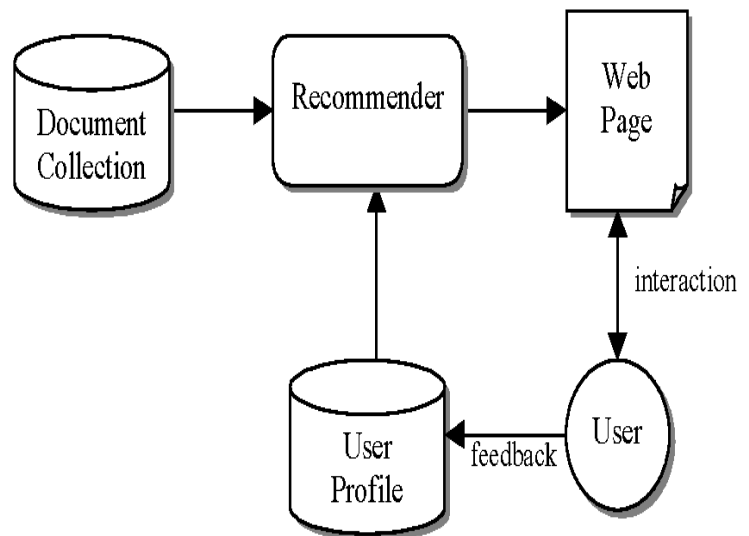 Document
Collection
Recommender
Web
Page
interaction
User
Profile
feedback
User